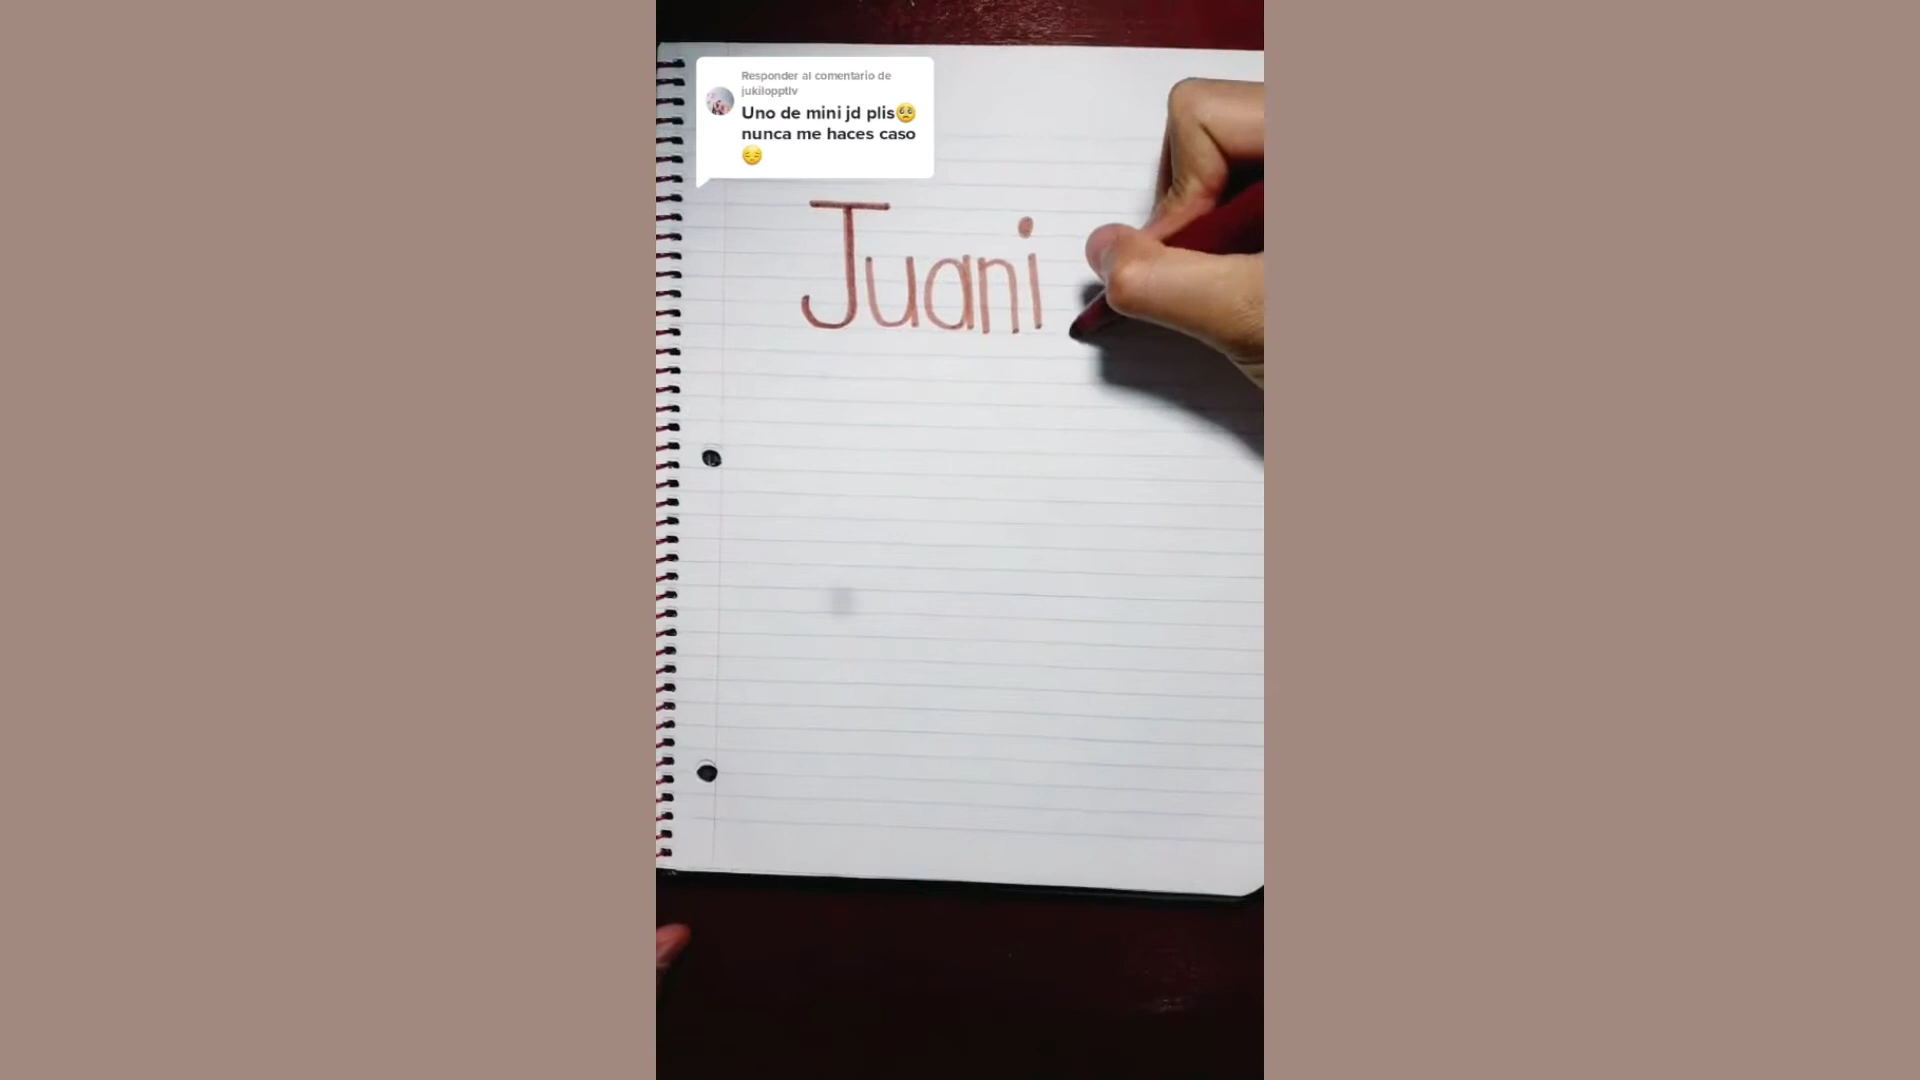 Responder al comentario de
jukilopptlv
Uno de mini jd plis🥺
nunca me haces caso
😔
Juani